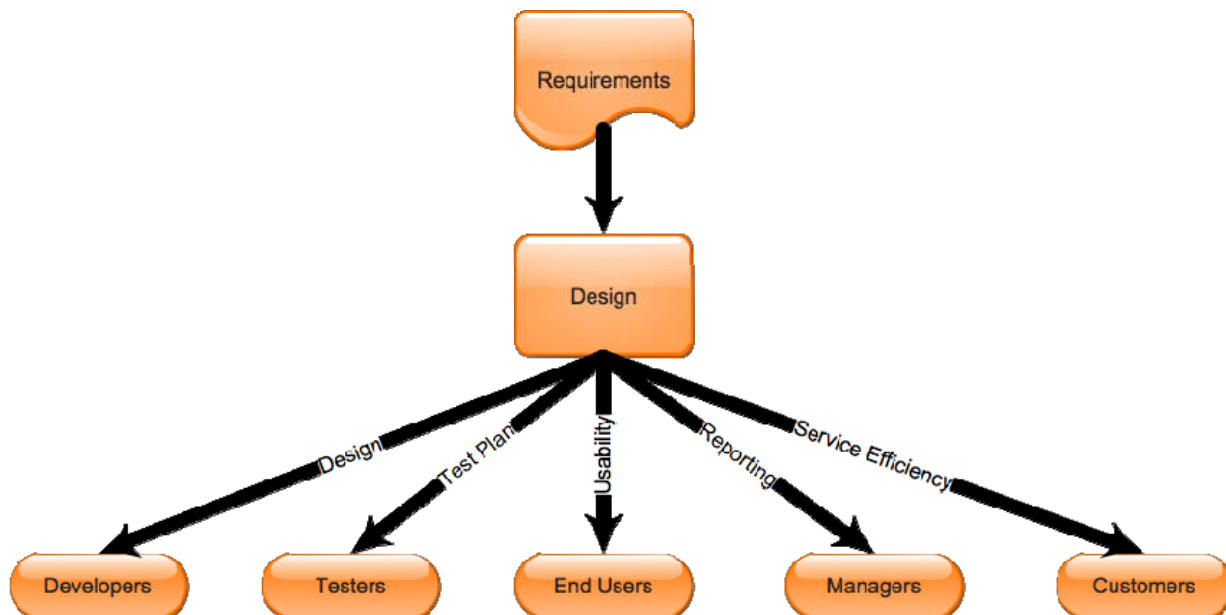 Requirements
Design
Design
Test Plan
Usability
Reporting
Service Efficiency
Developers
Testers
End Users
Managers
Customers